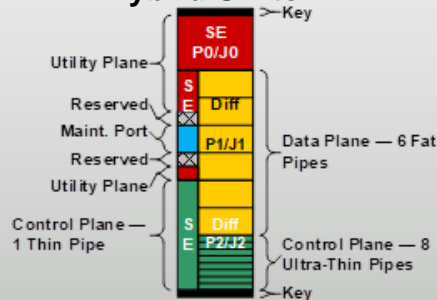 Key
SE
P0/J0
Utility Plane
S
E
Diff
Reserved
Maint. Port
P1/J1
Data Plane — 6 Fat
Pipes
Reserved
Utility Plane
Control Plane —
1 Thin Pipe
S
E
Diff
P2/J2
Control Plane — 8
Ultra-Thin Pipes
Key